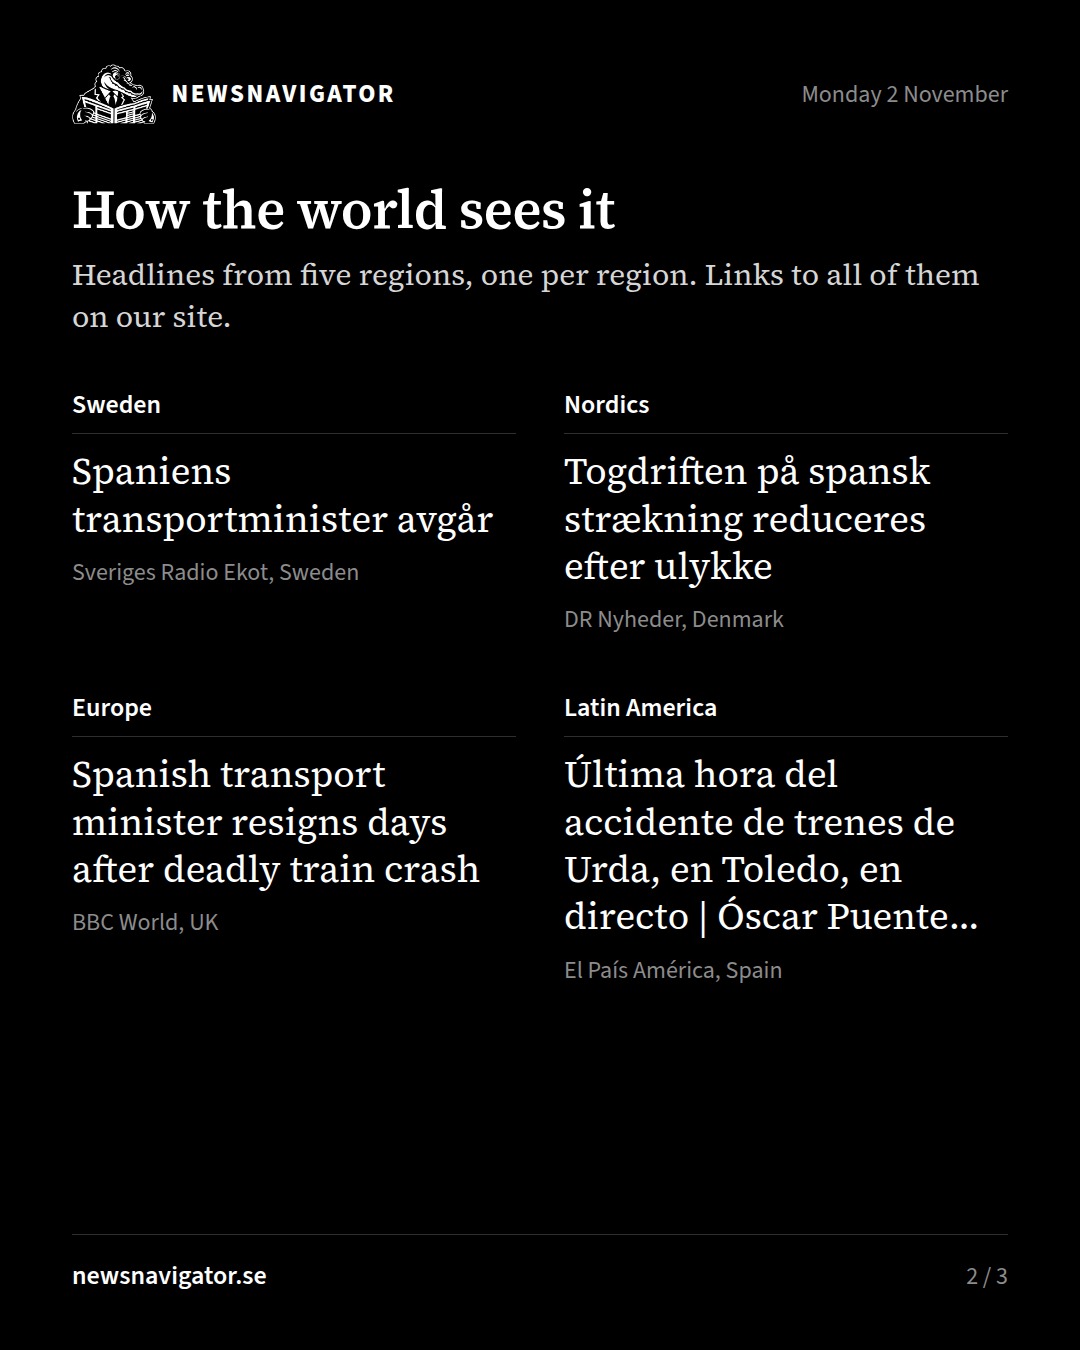 NEWSNAVIGATOR
Monday 2 November
How the world sees it
Headlines from five regions, one per region. Links to all of them
on our site.
Sweden
Spaniens
transportminister avgår
Sveriges Radio Ekot, Sweden
Nordics
Togdriften på spansk
strækning reduceres
efter ulykke
DR Nyheder, Denmark
Europe
Spanish transport
minister resigns days
after deadly train crash
BBC World, UK
Latin America
Última hora del
accidente de trenes de
Urda, en Toledo, en
directo | Óscar Puente...
El País América, Spain
newsnavigator.se
2 / 3